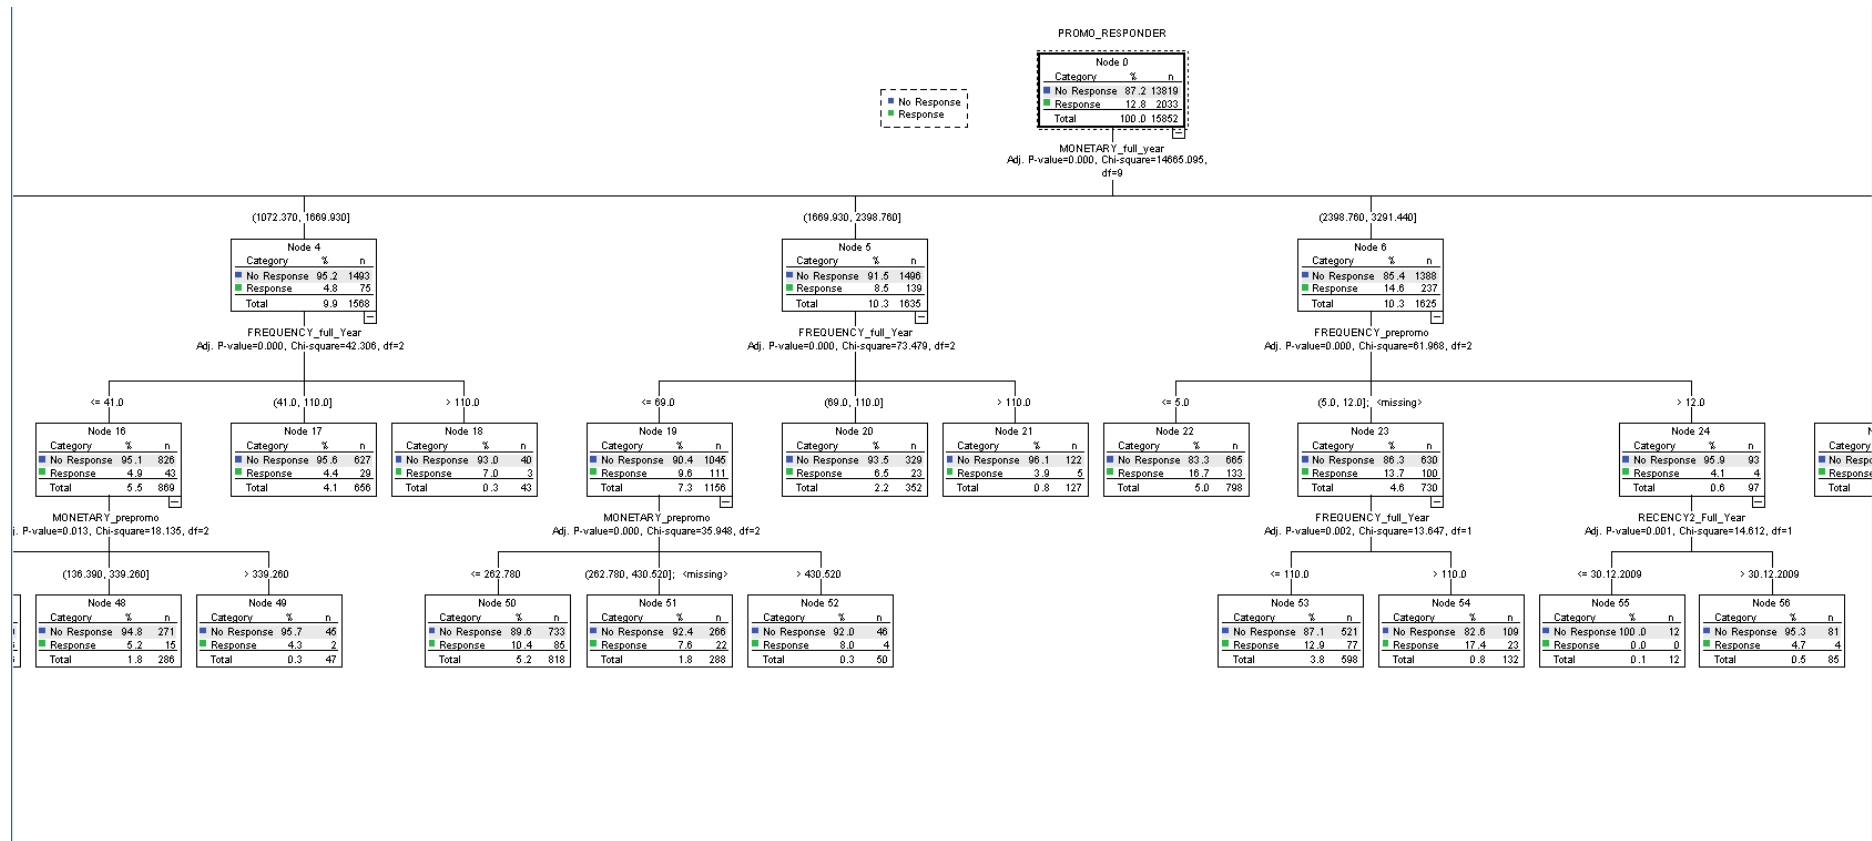 PROMO_RESPONDER
Node 0
Category % n
No Response 87.2 13819
Response 12.8 2033
Total 100.0 15852
No Response
Response
MONETARY_full_year
Adj. P-value=0.000, Chi-square=14665.095,
df=9
(1072.370, 1669.930]
(1669.930, 2398.760]
(2398.760, 3291.440]
Node 4
Category % n
No Response 95.2 1493
Response 4.8 75
Total 9.9 1568
Node 5
Category % n
No Response 91.5 1496
Response 8.5 139
Total 10.3 1635
Node 6
Category % n
No Response 85.4 1388
Response 14.6 237
Total 10.3 1625
FREQUENCY_full_Year
Adj. P-value=0.000, Chi-square=42.306, df=2
FREQUENCY_full_Year
Adj. P-value=0.000, Chi-square=73.479, df=2
FREQUENCY_prepromo
Adj. P-value=0.000, Chi-square=61.968, df=2
<= 41.0
(41.0, 110.0]
> 110.0
<= 69.0
(69.0, 110.0]
> 110.0
<= 5.0
(5.0, 12.0]; <missing>
> 12.0
Node 16
Category % n
No Response 95.1 826
Response 4.9 43
Total 5.5 869
Node 17
Category % n
No Response 95.6 627
Response 4.4 29
Total 4.1 656
Node 18
Category % n
No Response 93.0 40
Response 7.0 3
Total 0.3 43
Node 19
Category % n
No Response 90.4 1045
Response 9.6 111
Total 7.3 1156
Node 20
Category % n
No Response 93.5 329
Response 6.5 23
Total 2.2 352
Node 21
Category % n
No Response 96.1 122
Response 3.9 5
Total 0.8 127
Node 22
Category % n
No Response 83.3 665
Response 16.7 133
Total 5.0 798
Node 23
Category % n
No Response 86.3 630
Response 13.7 100
Total 4.6 730
Node 24
Category % n
No Response 95.9 93
Response 4.1 4
Total 0.6 97
N
Category
No Resp
Response
Total
MONETARY_prepromo
j. P-value=0.013, Chi-square=18.135, df=2
MONETARY_prepromo
Adj. P-value=0.000, Chi-square=35.948, df=2
FREQUENCY_full_Year
Adj. P-value=0.002, Chi-square=13.647, df=1
RECENCY2_Full_Year
Adj. P-value=0.001, Chi-square=14.612, df=1
(136.390, 339.260]
> 339.260
<= 262.780
(262.780, 430.520]; <missing>
> 430.520
<= 110.0
> 110.0
<= 30.12.2009
> 30.12.2009
Node 48
Category % n
No Response 94.8 271
Response 5.2 15
Total 1.8 286
Node 49
Category % n
No Response 95.7 45
Response 4.3 2
Total 0.3 47
Node 50
Category % n
No Response 89.6 733
Response 10.4 85
Total 5.2 818
Node 51
Category % n
No Response 92.4 266
Response 7.6 22
Total 1.8 288
Node 52
Category % n
No Response 92.0 46
Response 8.0 4
Total 0.3 50
Node 53
Category % n
No Response 87.1 521
Response 12.9 77
Total 3.8 598
Node 54
Category % n
No Response 82.6 109
Response 17.4 23
Total 0.8 132
Node 55
Category % n
No Response 100.0 12
Response 0.0 0
Total 0.1 12
Node 56
Category % n
No Response 95.3 81
Response 4.7 4
Total 0.5 85